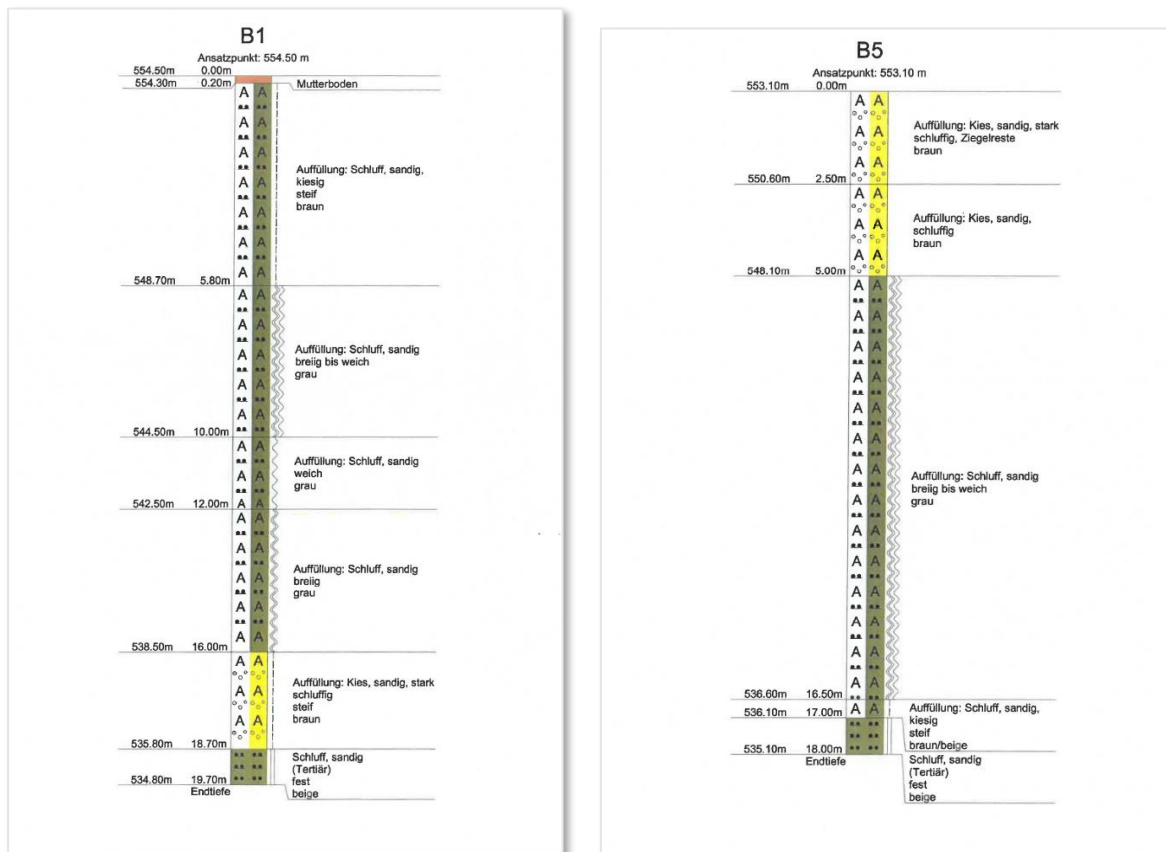 B1
Ansatzpunkt: 554.50 m
554.50m 0.00m
554.30m 0.20m Mutterboden
Auffüllung: Schluff, sandig,
kiesig
steif
braun
548.70m 5.80m
Auffüllung: Schluff, sandig
breiig bis weich
grau
544.50m 10.00m
Auffüllung: Schluff, sandig
weich
grau
542.50m 12.00m
Auffüllung: Schluff, sandig
breiig
grau
538.50m 16.00m
Auffüllung: Kies, sandig, stark
schluffig
steif
braun
535.80m 18.70m
Schluff, sandig
(Tertiär)
fest
beige
534.80m 19.70m
Endtiefe
B5
Ansatzpunkt: 553.10 m
553.10m 0.00m
Auffüllung: Kies, sandig, stark
schluffig, Ziegelreste
braun
550.60m 2.50m
Auffüllung: Kies, sandig,
schluffig
braun
548.10m 5.00m
Auffüllung: Schluff, sandig
breiig bis weich
grau
536.60m 16.50m
Auffüllung: Schluff, sandig,
kiesig
steif
braun/beige
536.10m 17.00m
Schluff, sandig
(Tertiär)
fest
beige
535.10m 18.00m
Endtiefe